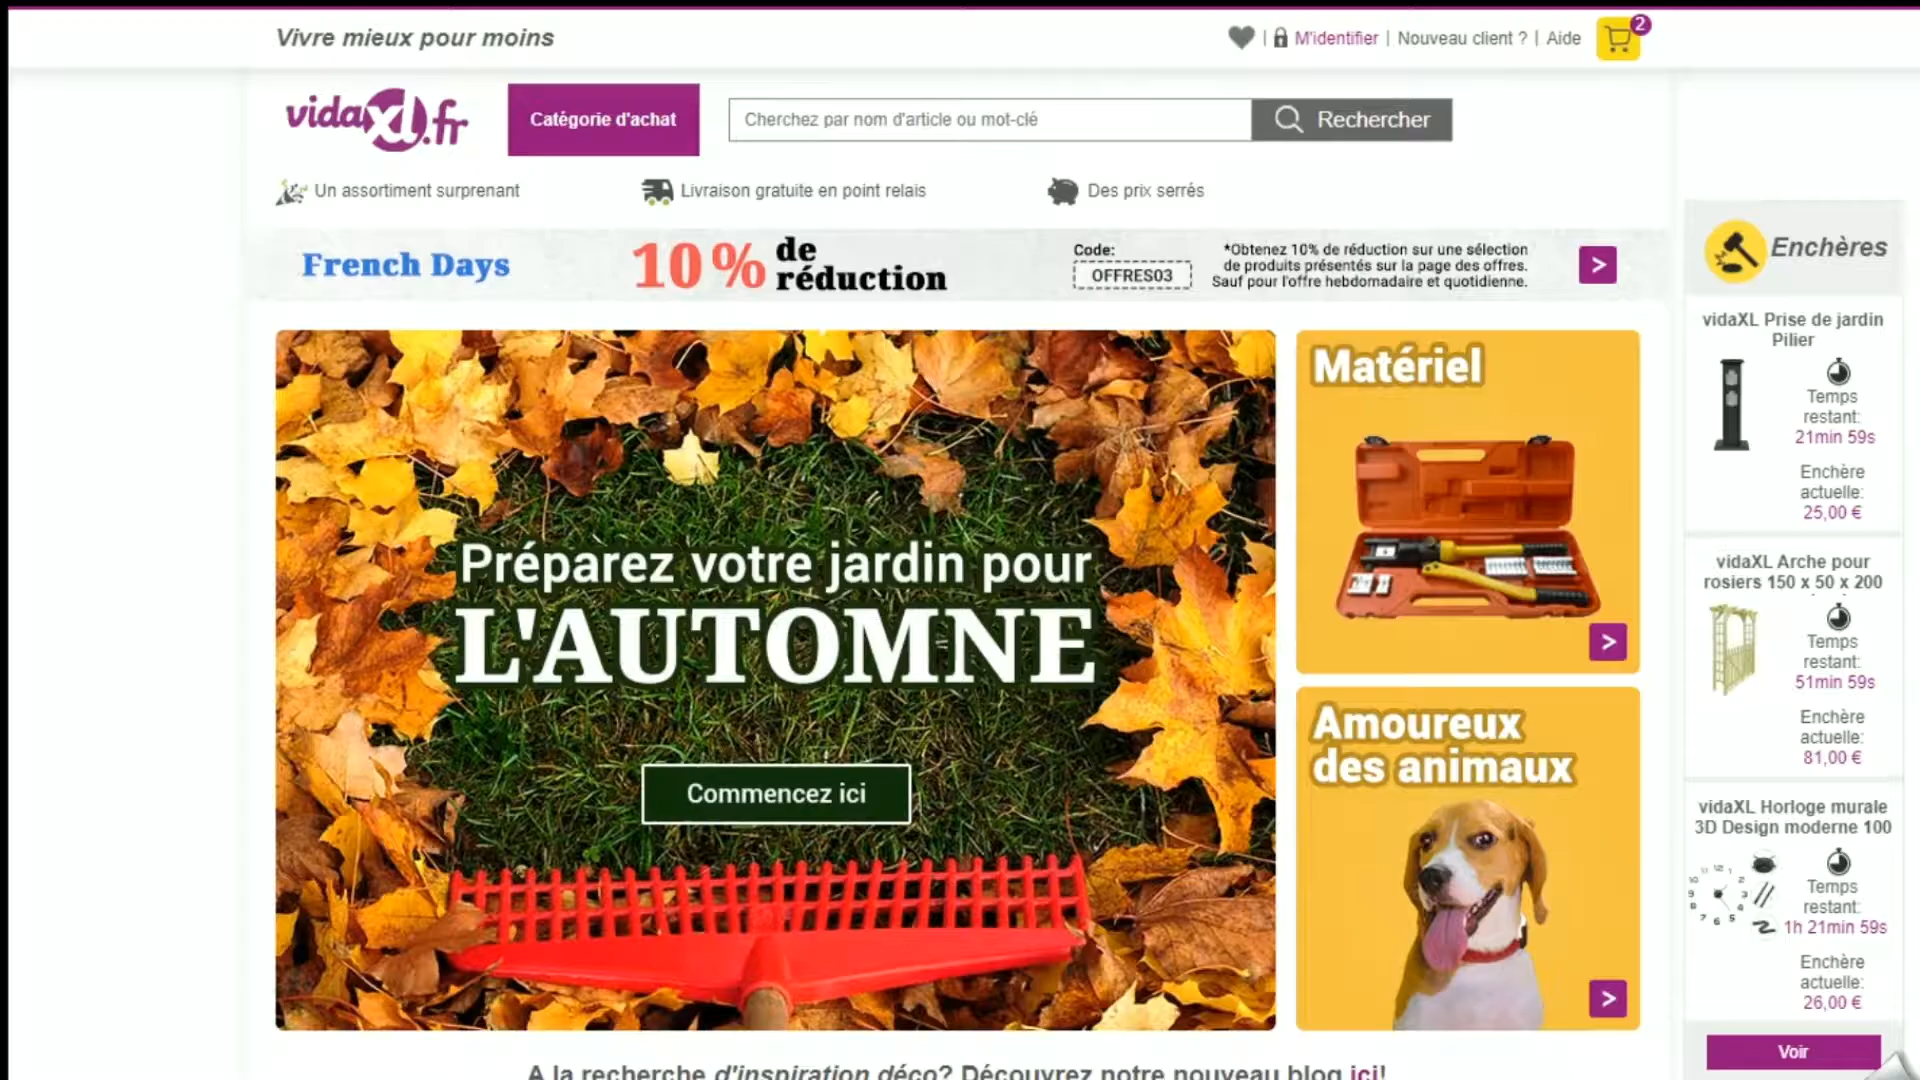 Vivre mieux pour moins
M'identifier | Nouveau client ? | Aide
2
vidaXL.fr
Catégorie d'achat
Cherchez par nom d'article ou mot-clé
Rechercher
Un assortiment surprenant
Livraison gratuite en point relais
Des prix serrés
French Days
10% de réduction
Code:
OFFRES03
*Obtenez 10% de réduction sur une sélection
de produits présentés sur la page des offres.
Sauf pour l'offre hebdomadaire et quotidienne.
>
Préparez votre jardin pour
L'AUTOMNE
Commencez ici
Matériel
>
Amoureux
des animaux
>
Enchères
vidaXL Prise de jardin
Pilier
Temps
restant:
21min 59s
Enchère
actuelle:
25,00 €
vidaXL Arche pour
rosiers 150 x 50 x 200
Temps
restant:
51min 59s
Enchère
actuelle:
81,00 €
vidaXL Horloge murale
3D Design moderne 100
Temps
restant:
1h 21min 59s
Enchère
actuelle:
26,00 €
Voir
A la recherche d'inspiration déco? Découvrez notre nouveau blog ici!